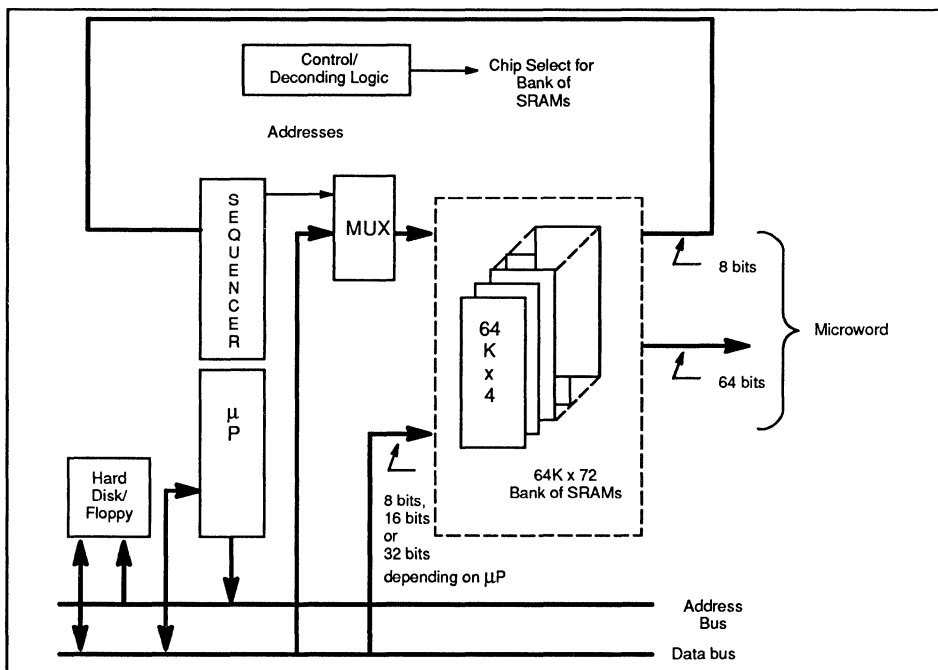 Control/
Deconding Logic
Chip Select for
Bank of
SRAMs
Addresses
SEQUENCER
MUX
8 bits
Microword
64
K
x
4
64 bits
μP
64K x 72
Bank of SRAMs
Hard
Disk/
Floppy
8 bits,
16 bits
or
32 bits
depending on μP
Address
Bus
Data bus